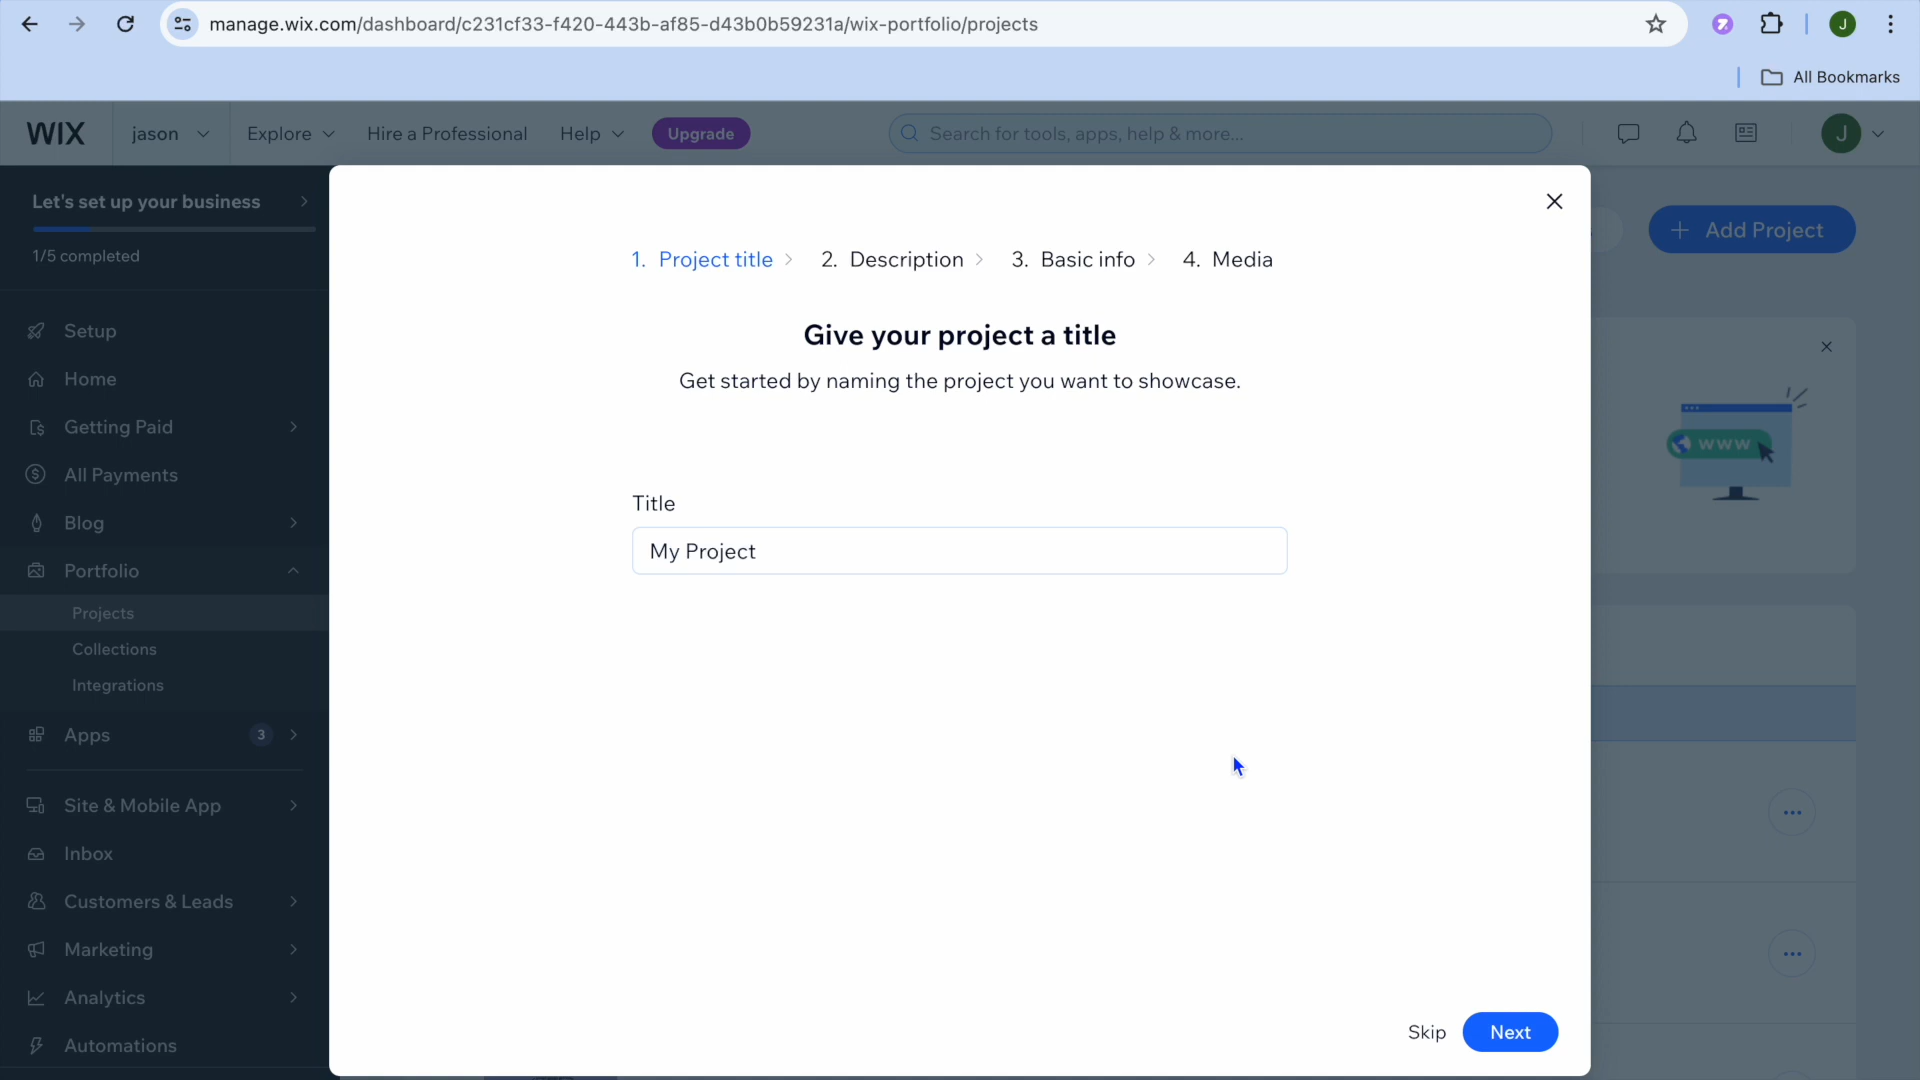 manage.wix.com/dashboard/c231cf33-f420-443b-af85-d43b0b59231a/wix-portfolio/projects
J
All Bookmarks
WIX
jason
Explore
Hire a Professional
Help
Upgrade
Search for tools, apps, help & more...
J
Let's set up your business
1/5 completed
Setup
Home
Getting Paid
All Payments
Blog
Portfolio
Projects
Collections
Integrations
Apps
3
Site & Mobile App
Inbox
Customers & Leads
Marketing
Analytics
Automations
1. Project title
2. Description
3. Basic info
4. Media
Give your project a title
Get started by naming the project you want to showcase.
Title
My Project
Skip
Next
Add Project
WWW